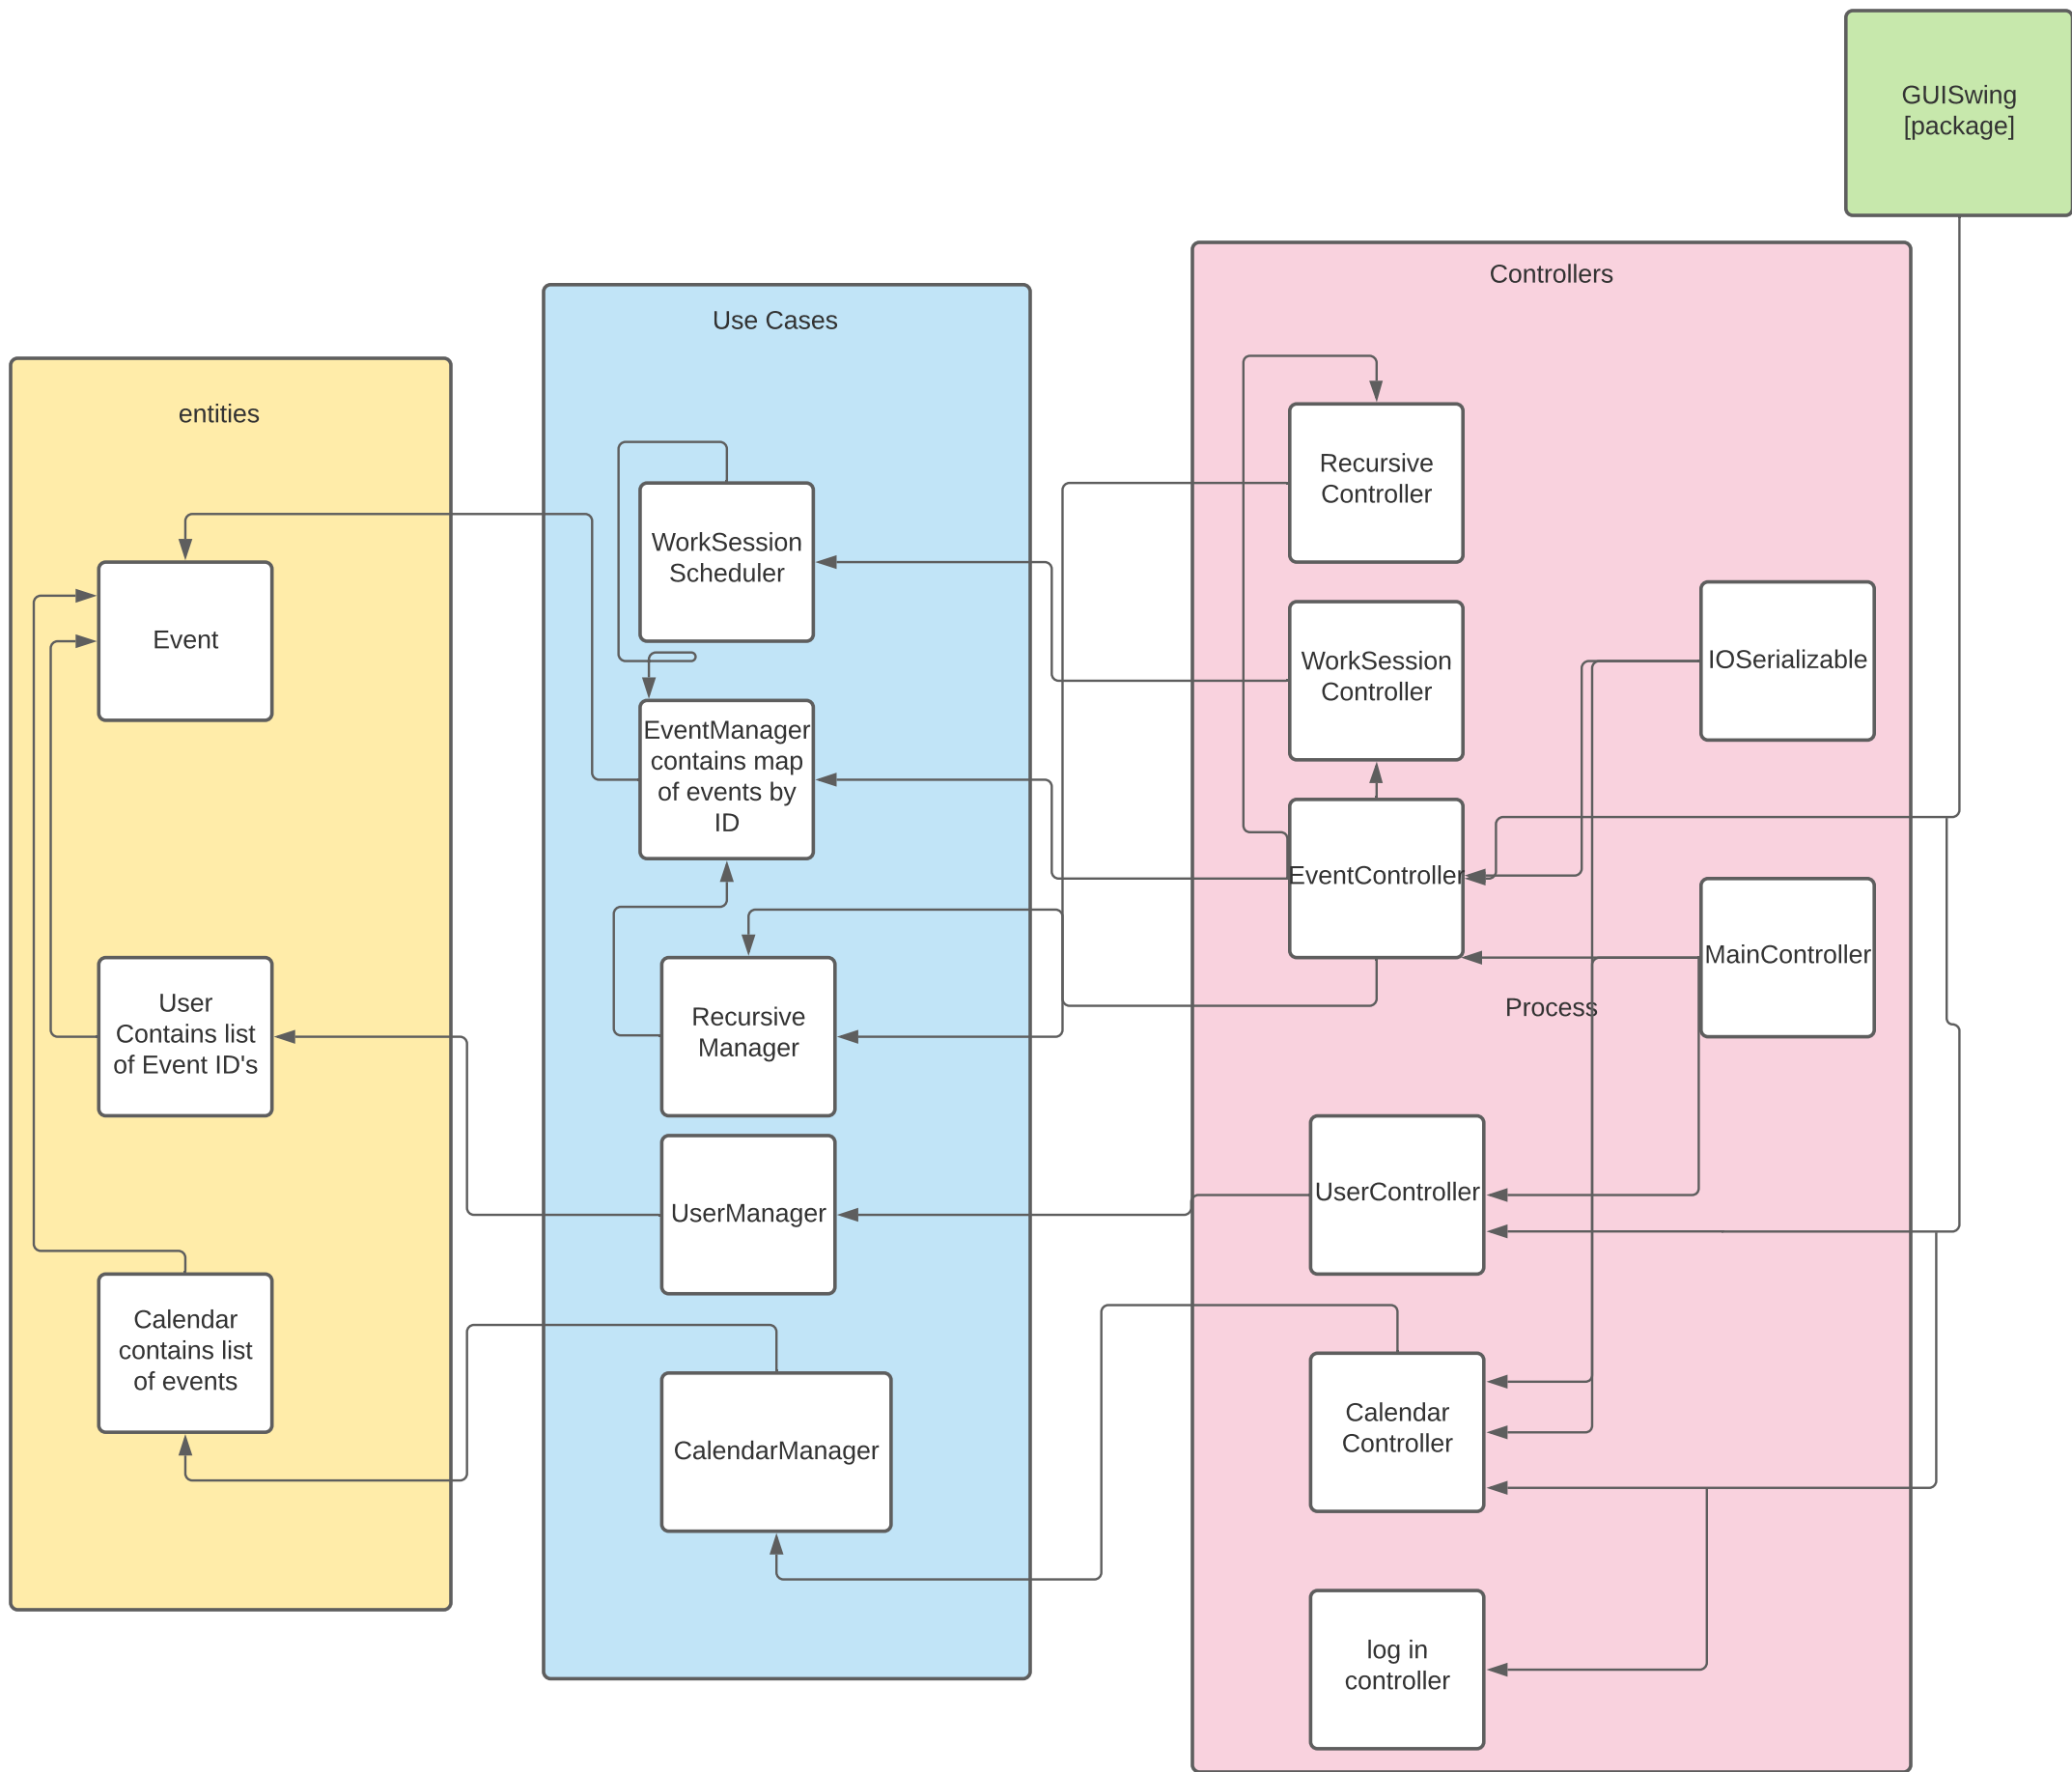 GUISwing
[package]
Controllers
Use Cases
entities
Recursive
Controller
WorkSession
Scheduler
Event
WorkSession
Controller
IOSerializable
EventManager
contains map
of events by
ID
EventController
MainController
Process
User
Contains list
of Event ID's
Recursive
Manager
UserController
UserManager
Calendar
contains list
of events
Calendar
Controller
CalendarManager
log in
controller